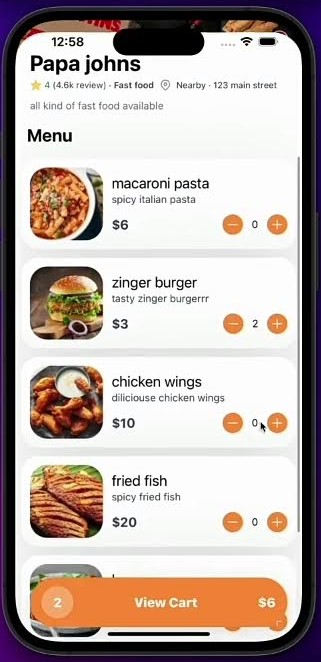 12:58
Papa johns
4 (4.6k review) · Fast food Nearby · 123 main street
all kind of fast food available
Menu
macaroni pasta
spicy italian pasta
$6
0
zinger burger
tasty zinger burgerrr
$3
2
chicken wings
diliciouse chicken wings
$10
0
fried fish
spicy fried fish
$20
0
2
View Cart
$6